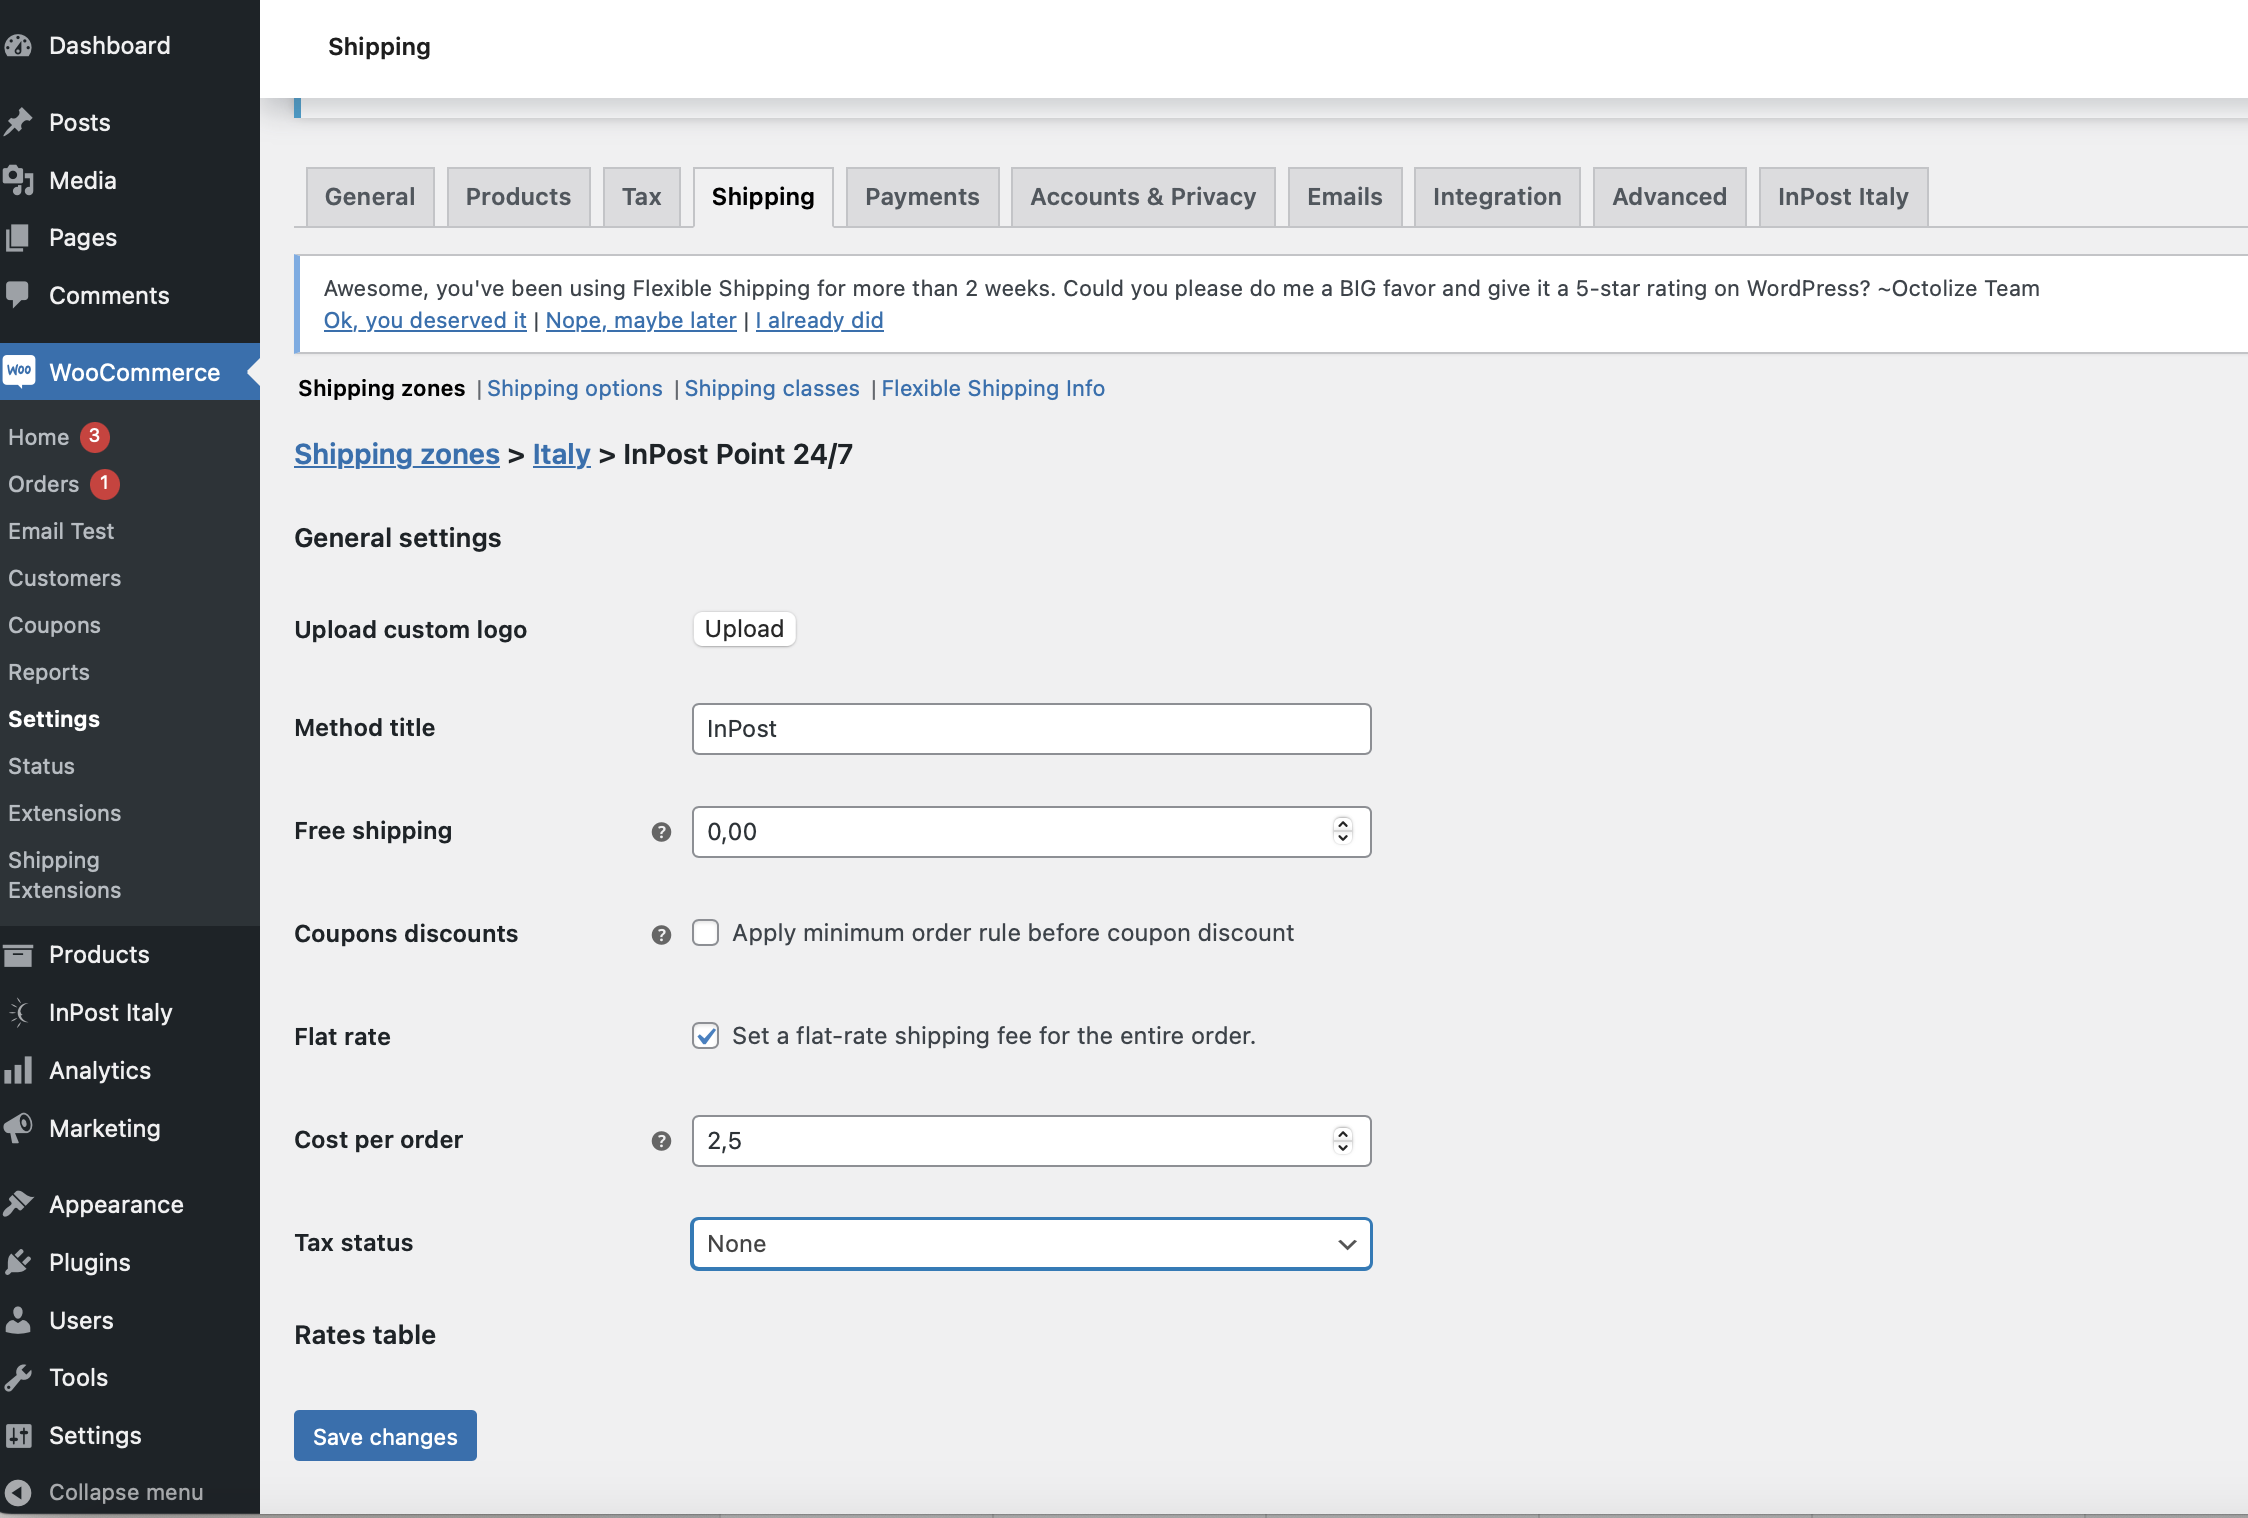 Dashboard
Posts
Media
Pages
Comments
Woo WooCommerce
Home 3
Orders 1
Email Test
Customers
Coupons
Reports
Settings
Status
Extensions
Shipping
Extensions
Products
InPost Italy
Analytics
Marketing
Appearance
Plugins
Users
Tools
Settings
Collapse menu
Shipping
General Products Tax Shipping Payments Accounts & Privacy Emails Integration Advanced InPost Italy
Awesome, you've been using Flexible Shipping for more than 2 weeks. Could you please do me a BIG favor and give it a 5-star rating on WordPress? ~Octolize Team
Ok, you deserved it | Nope, maybe later | I already did
Shipping zones | Shipping options | Shipping classes | Flexible Shipping Info
Shipping zones > Italy > InPost Point 24/7
General settings
Upload custom logo Upload
Method title InPost
Free shipping ? 0,00
Coupons discounts ? Apply minimum order rule before coupon discount
Flat rate Set a flat-rate shipping fee for the entire order.
Cost per order ? 2,5
Tax status None
Rates table
Save changes